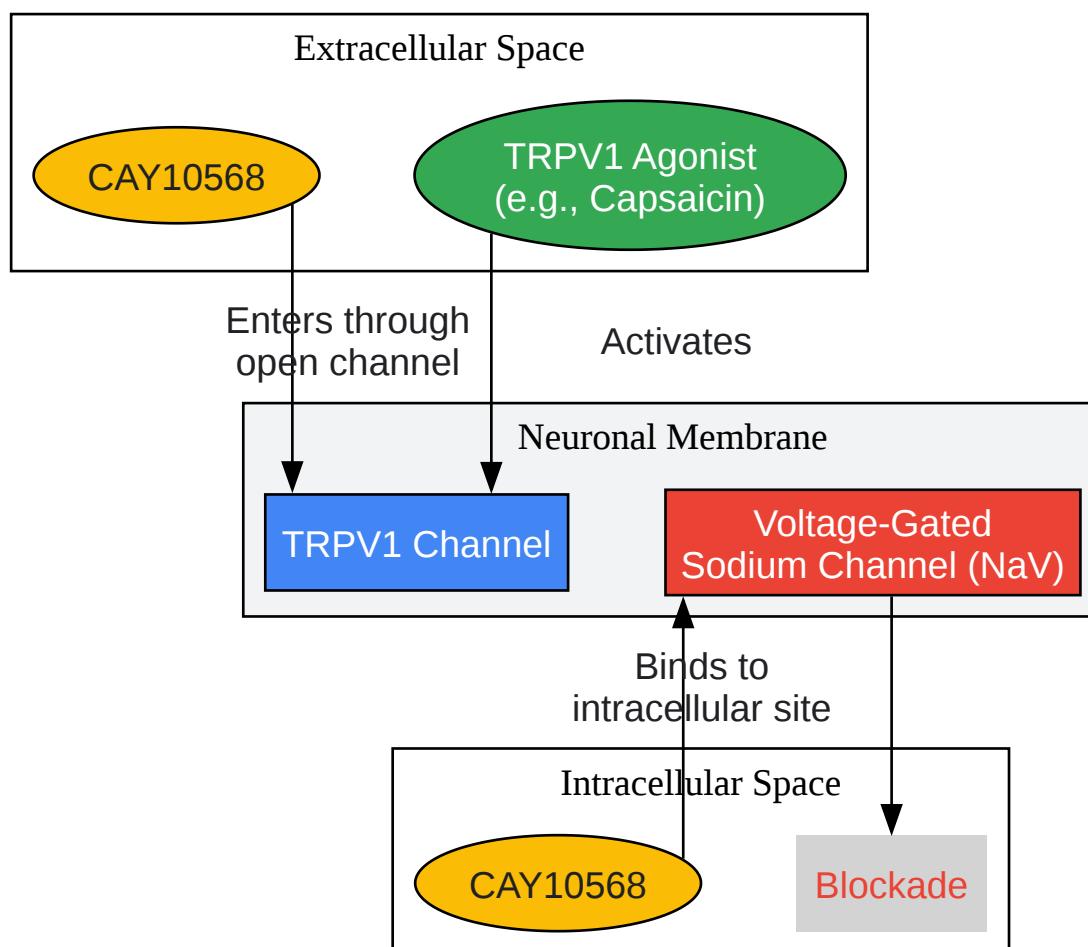 Extracellular Space
CAY10568
TRPV1 Agonist
(e.g., Capsaicin)
Enters through
open channel
Activates
Neuronal Membrane
TRPV1 Channel
Voltage-Gated
Sodium Channel (NaV)
Binds to
intracellular site
Intracellular Space
CAY10568
Blockade